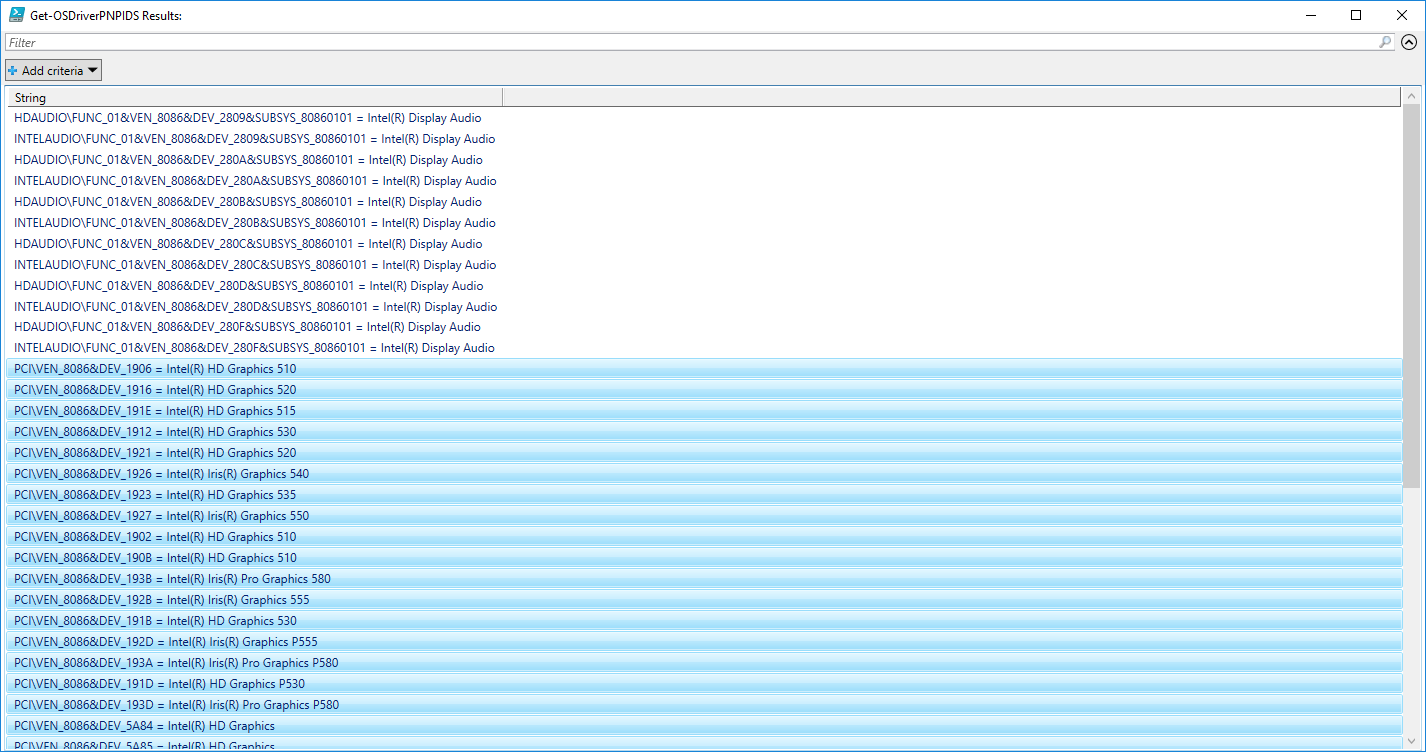 Get-OSDriverPNPIDS Results:
Filter
Add criteria
String
HDAUDIO\FUNC_01&VEN_8086&DEV_2809&SUBSYS_80860101 = Intel(R) Display Audio
INTELAUDIO\FUNC_01&VEN_8086&DEV_2809&SUBSYS_80860101 = Intel(R) Display Audio
HDAUDIO\FUNC_01&VEN_8086&DEV_280A&SUBSYS_80860101 = Intel(R) Display Audio
INTELAUDIO\FUNC_01&VEN_8086&DEV_280A&SUBSYS_80860101 = Intel(R) Display Audio
HDAUDIO\FUNC_01&VEN_8086&DEV_280B&SUBSYS_80860101 = Intel(R) Display Audio
INTELAUDIO\FUNC_01&VEN_8086&DEV_280B&SUBSYS_80860101 = Intel(R) Display Audio
HDAUDIO\FUNC_01&VEN_8086&DEV_280C&SUBSYS_80860101 = Intel(R) Display Audio
INTELAUDIO\FUNC_01&VEN_8086&DEV_280C&SUBSYS_80860101 = Intel(R) Display Audio
HDAUDIO\FUNC_01&VEN_8086&DEV_280D&SUBSYS_80860101 = Intel(R) Display Audio
INTELAUDIO\FUNC_01&VEN_8086&DEV_280D&SUBSYS_80860101 = Intel(R) Display Audio
HDAUDIO\FUNC_01&VEN_8086&DEV_280F&SUBSYS_80860101 = Intel(R) Display Audio
INTELAUDIO\FUNC_01&VEN_8086&DEV_280F&SUBSYS_80860101 = Intel(R) Display Audio
PCI\VEN_8086&DEV_1906 = Intel(R) HD Graphics 510
PCI\VEN_8086&DEV_1916 = Intel(R) HD Graphics 520
PCI\VEN_8086&DEV_191E = Intel(R) HD Graphics 515
PCI\VEN_8086&DEV_1912 = Intel(R) HD Graphics 530
PCI\VEN_8086&DEV_1921 = Intel(R) HD Graphics 520
PCI\VEN_8086&DEV_1926 = Intel(R) Iris(R) Graphics 540
PCI\VEN_8086&DEV_1923 = Intel(R) HD Graphics 535
PCI\VEN_8086&DEV_1927 = Intel(R) Iris(R) Graphics 550
PCI\VEN_8086&DEV_1902 = Intel(R) HD Graphics 510
PCI\VEN_8086&DEV_190B = Intel(R) HD Graphics 510
PCI\VEN_8086&DEV_193B = Intel(R) Iris(R) Pro Graphics 580
PCI\VEN_8086&DEV_192B = Intel(R) Iris(R) Graphics 555
PCI\VEN_8086&DEV_191B = Intel(R) HD Graphics 530
PCI\VEN_8086&DEV_192D = Intel(R) Iris(R) Graphics P555
PCI\VEN_8086&DEV_193A = Intel(R) Iris(R) Pro Graphics P580
PCI\VEN_8086&DEV_191D = Intel(R) HD Graphics P530
PCI\VEN_8086&DEV_193D = Intel(R) Iris(R) Pro Graphics P580
PCI\VEN_8086&DEV_5A84 = Intel(R) HD Graphics
PCI\VEN_8086&DEV_5A85 = Intel(R) HD Graphics